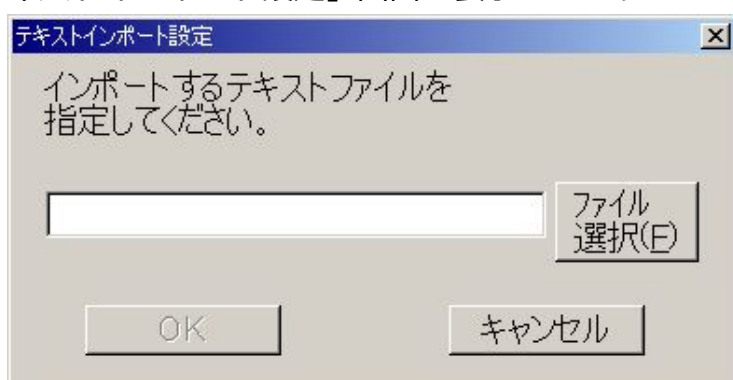 テキストインポート設定
インポートするテキストファイルを
指定してください。
ファイル
選択(F)
OK
キャンセル